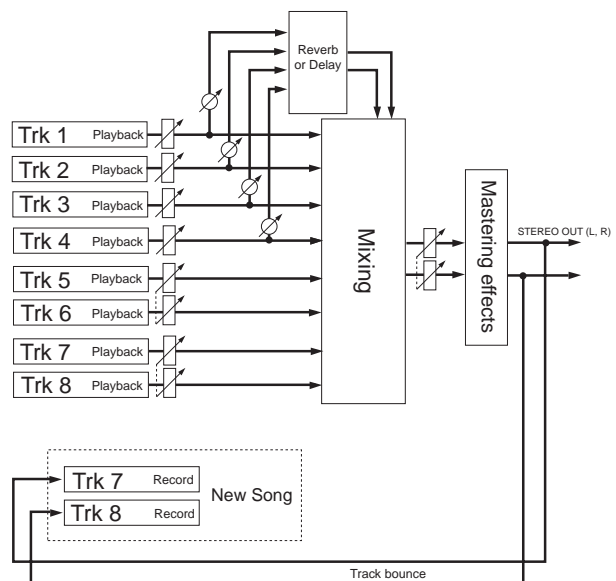 Reverb
or Delay
Trk 1 Playback
Trk 2 Playback
Trk 3 Playback
Trk 4 Playback
Trk 5 Playback
Trk 6 Playback
Trk 7 Playback
Trk 8 Playback
Mixing
Mastering effects
STEREO OUT (L, R)
Trk 7 Record
Trk 8 Record
New Song
Track bounce